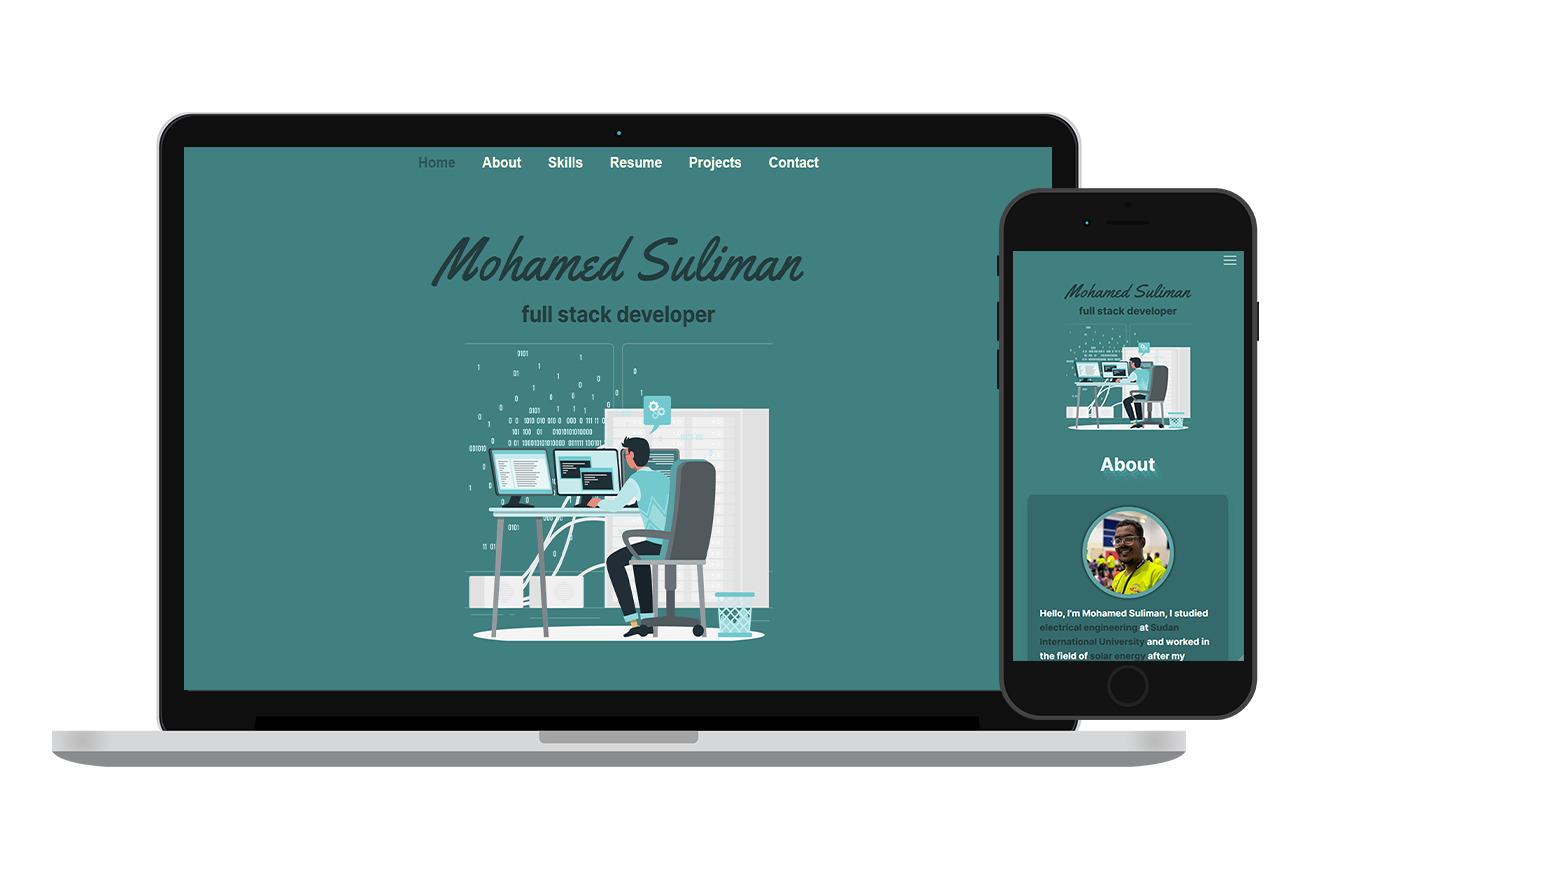 Home About Skills Resume Projects Contact
Mohamed Suliman
full stack developer
Mohamed Suliman
full stack developer
About
Hello, I'm Mohamed Suliman, I studied
electrical engineering at Sudan
International University and worked in
the field of solar energy after my